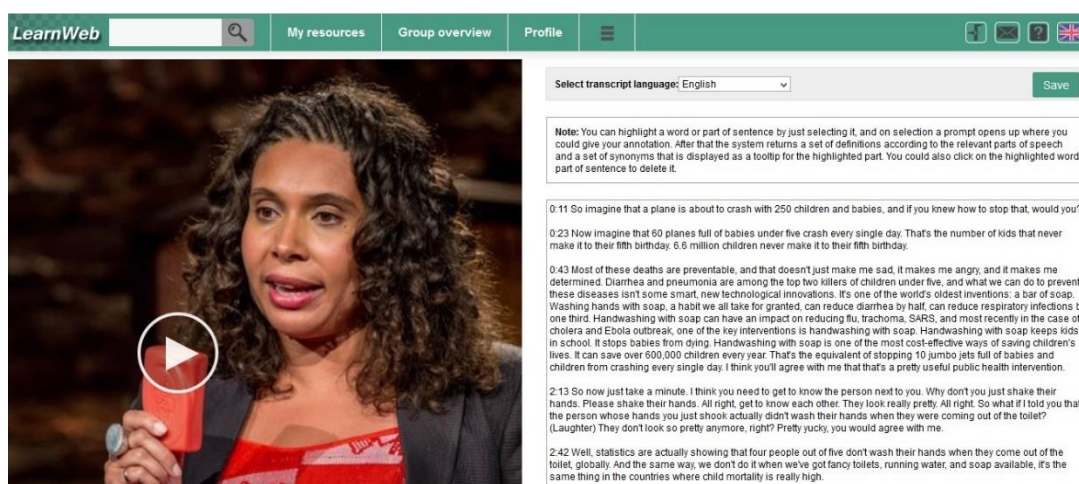 LearnWeb
My resources
Group overview
Profile
Select transcript language: English
Save
Note: You can highlight a word or part of sentence by just selecting it, and on selection a prompt opens up where you
could give your annotation. After that the system returns a set of definitions according to the relevant parts of speech
and a set of synonyms that is displayed as a tooltip for the highlighted part. You could also click on the highlighted word
part of sentence to delete it.
0:11 So imagine that a plane is about to crash with 250 children and babies, and if you knew how to stop that, would you?
0:23 Now imagine that 60 planes full of babies under five crash every single day. That's the number of kids that never
make it to their fifth birthday. 6.6 million children never make it to their fifth birthday.
0:43 Most of these deaths are preventable, and that doesn't just make me sad, it makes me angry, and it makes me
determined. Diarrhea and pneumonia are among the top two killers of children under five, and what we can do to prevent
these diseases isn't some smart, new technological innovations. It's one of the world's oldest inventions: a bar of soap.
Washing hands with soap, a habit we all take for granted, can reduce diarrhea by half, can reduce respiratory infections
one third. Handwashing with soap can have an impact on reducing flu, trachoma, SARS, and most recently in the case of
cholera and Ebola outbreak, one of the key interventions is handwashing with soap. Handwashing with soap keeps kids
in school. It stops babies from dying. Handwashing with soap is one of the most cost-effective ways of saving children's
lives. It can save over 600,000 children every year. That's the equivalent of stopping 10 jumbo jets full of babies and
children from crashing every single day. I think you'll agree with me that that's a pretty useful public health intervention.
2:13 So now just take a minute. I think you need to get to know the person next to you. Why don't you just shake their
hands. Please shake their hands. All right, get to know each other. They look really pretty. All right. So what if I told you that
the person whose hands you just shook actually didn't wash their hands when they were coming out of the toilet?
(Laughter) They don't look so pretty anymore, right? Pretty yucky, you would agree with me.
2:42 Well, statistics are actually showing that four people out of five don't wash their hands when they come out of the
toilet, globally. And the same way, we don't do it when we've got fancy toilets, running water, and soap available, it's the
same thing in the countries where child mortality is really high.